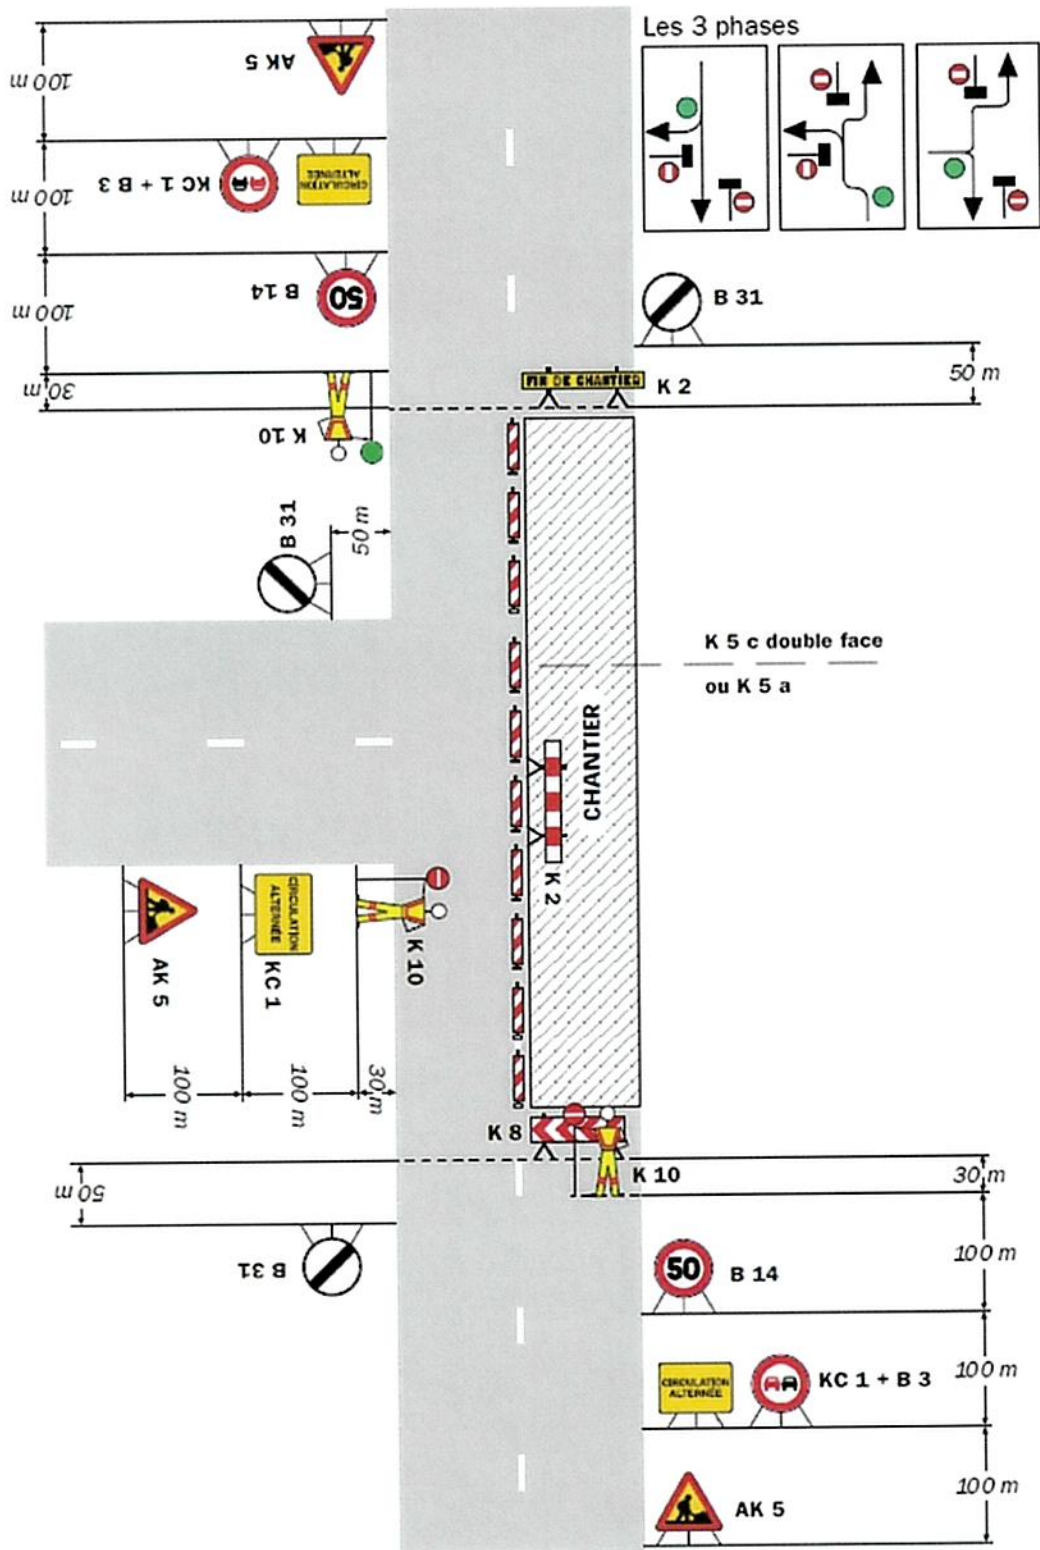 Les 3 phases
100 m
AK 5
100 m
KC 1 + B 3
CIRCULATION
ALTERNÉE
100 m
B 14
50
30 m
K 10
B 31
50 m
FIN DE CHANTIER
K 2
B 31
50 m
K 5 c double face
ou K 5 a
CHANTIER
K 2
K 10
CIRCULATION
ALTERNÉE
KC 1
AK 5
100 m
100 m
30 m
K 8
K 10
30 m
50 m
B 31
50
B 14
100 m
CIRCULATION
ALTERNÉE
KC 1 + B 3
100 m
AK 5
100 m